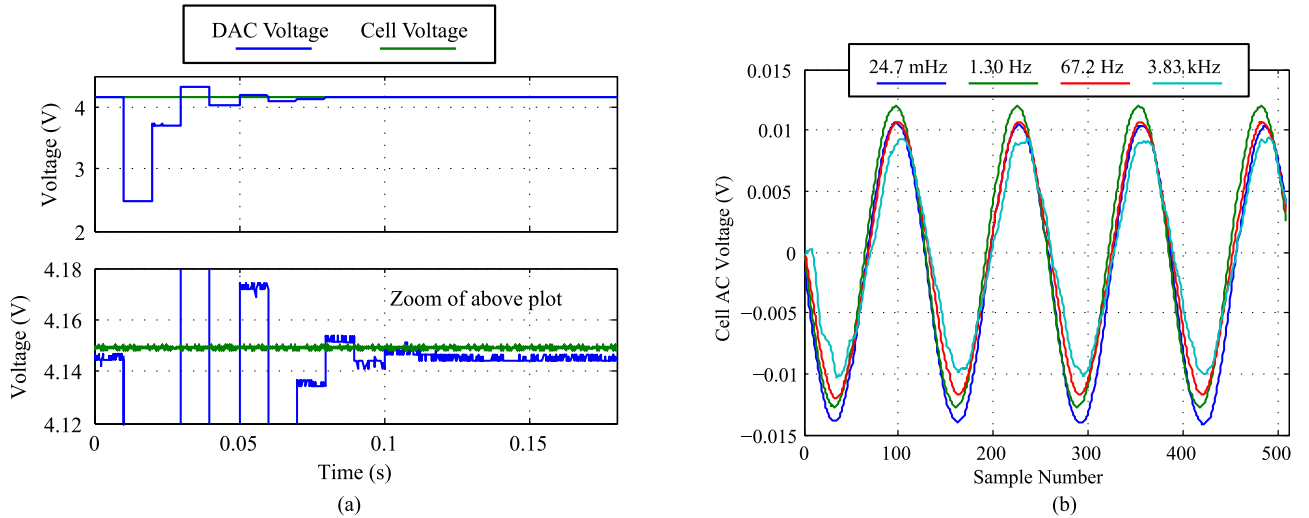 DAC Voltage Cell Voltage
4
3
2
Voltage (V)
4.18
4.16
4.14
4.12
Voltage (V)
Zoom of above plot
0 0.05 0.1 0.15
Time (s)
(a)
24.7 mHz 1.30 Hz 67.2 Hz 3.83 kHz
0.015
0.01
0.005
0
−0.005
−0.01
−0.015
Cell AC Voltage (V)
0 100 200 300 400 500
Sample Number
(b)